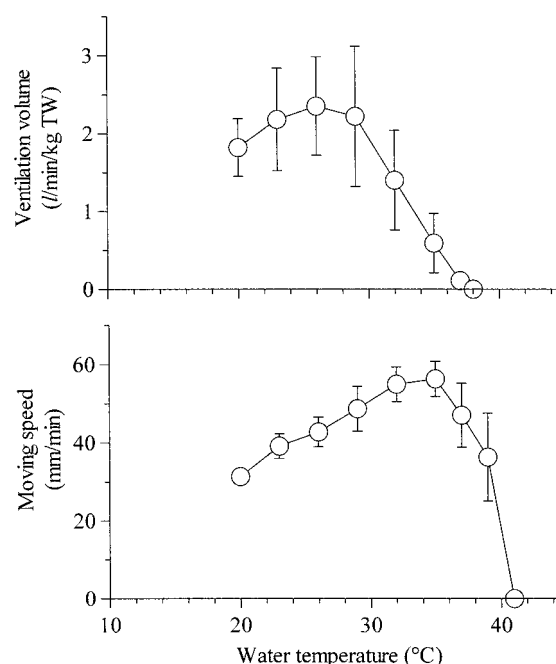 Ventilation volume
(l/min/kg TW)
3
2
1
0
Moving speed
(mm/min)
60
40
20
0
10 20 30 40
Water temperature (°C)